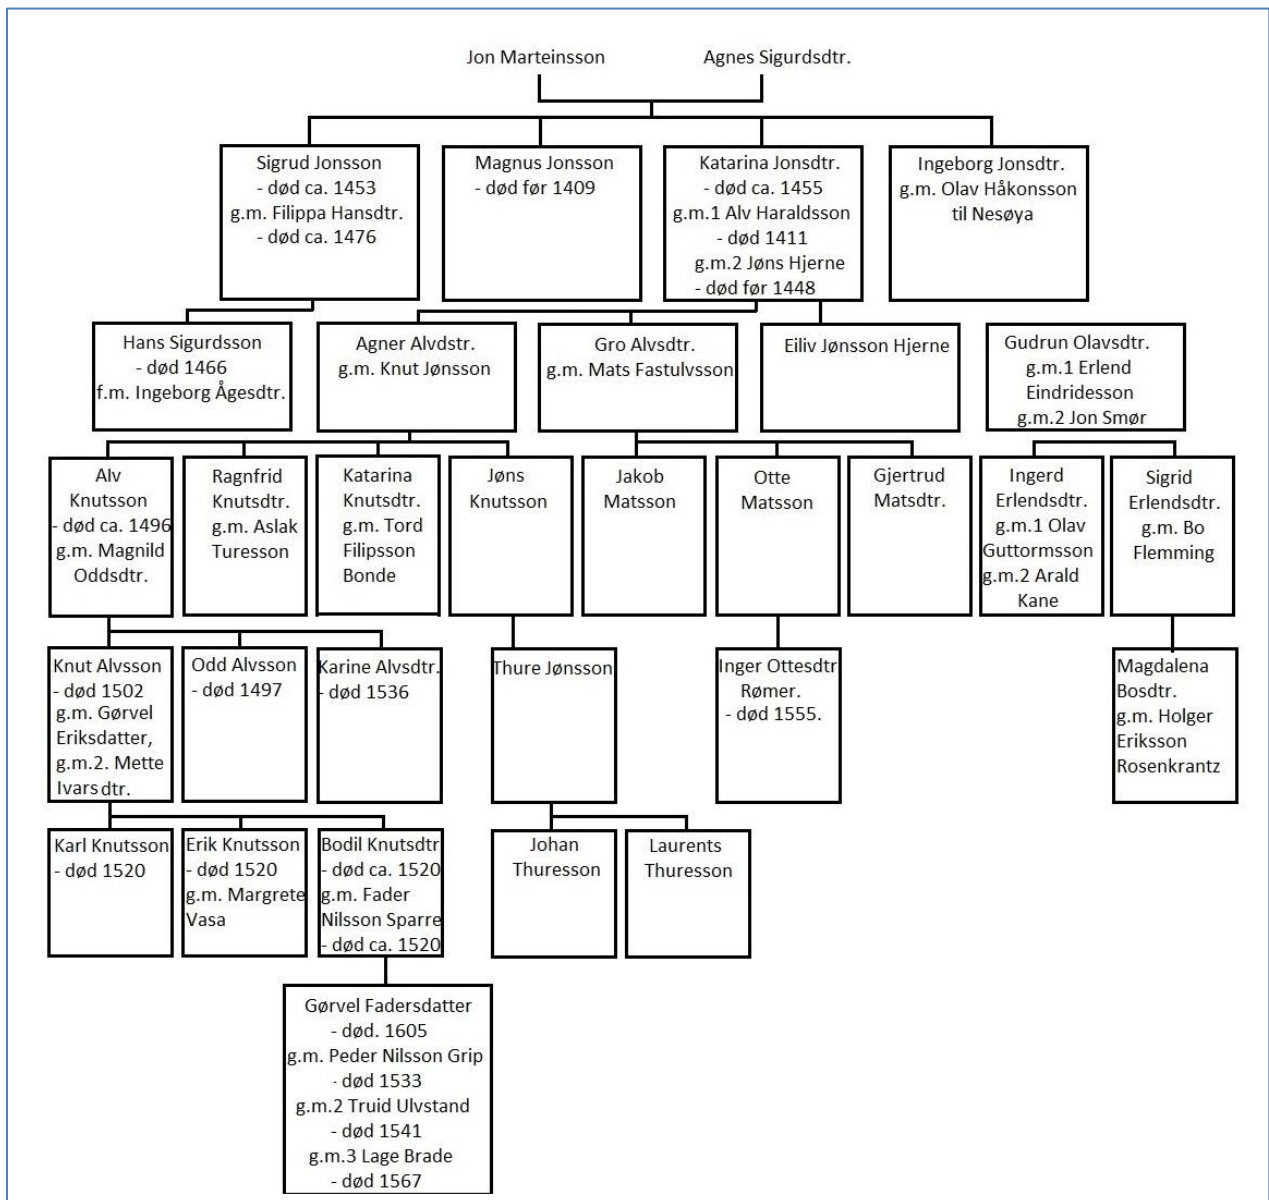 Jon Marteinsson
Agnes Sigurdsdtr.
Sigrud Jonsson
- død ca. 1453
g.m. Filippa Hansdtr.
- død ca. 1476
Magnus Jonsson
- død før 1409
Katarina Jonsdtr.
- død ca. 1455
g.m.1 Alv Haraldsson
- død 1411
g.m.2 Jøns Hjerne
- død før 1448
Ingeborg Jonsdtr.
g.m. Olav Håkonsson
til Nesøya
Hans Sigurdsson
- død 1466
f.m. Ingeborg Ågesdtr.
Agner Alvdstr.
g.m. Knut Jønsson
Gro Alvsdtr.
g.m. Mats Fastulvsson
Eiliv Jønsson Hjerne
Gudrun Olavsdtr.
g.m.1 Erlend
Eindridesson
g.m.2 Jon Smør
Alv
Knutsson
- død ca. 1496
g.m. Magnild
Oddsdtr.
Ragnfrid
Knutsdtr.
g.m. Aslak
Turesson
Katarina
Knutsdtr.
g.m. Tord
Filipsson
Bonde
Jøns
Knutsson
Jakob
Matsson
Otte
Matsson
Gjertrud
Matsdtr.
Ingerd
Erlendsdtr.
g.m.1 Olav
Guttormsson
g.m.2 Arald
Kane
Sigrid
Erlendsdtr.
g.m. Bo
Flemming
Knut Alvsson
- død 1502
g.m. Gørvel
Eriksdatter,
g.m.2. Mette
Ivarsdtr.
Odd Alvsson
- død 1497
Karine Alvsdtr.
- død 1536
Thure Jønsson
Inger Ottesdtr
Rømer.
- død 1555.
Magdalena
Bosdtr.
g.m. Holger
Eriksson
Rosenkrantz
Karl Knutsson
- død 1520
Erik Knutsson
- død 1520
g.m. Margrete
Vasa
Bodil Knutsdtr
- død ca. 1520
g.m. Fader
Nilsson Sparre
- død ca. 1520
Johan
Thuresson
Laurents
Thuresson
Gørvel Fadersdatter
- død. 1605
g.m. Peder Nilsson Grip
- død 1533
g.m.2 Truid Ulvstand
- død 1541
g.m.3 Lage Brade
- død 1567